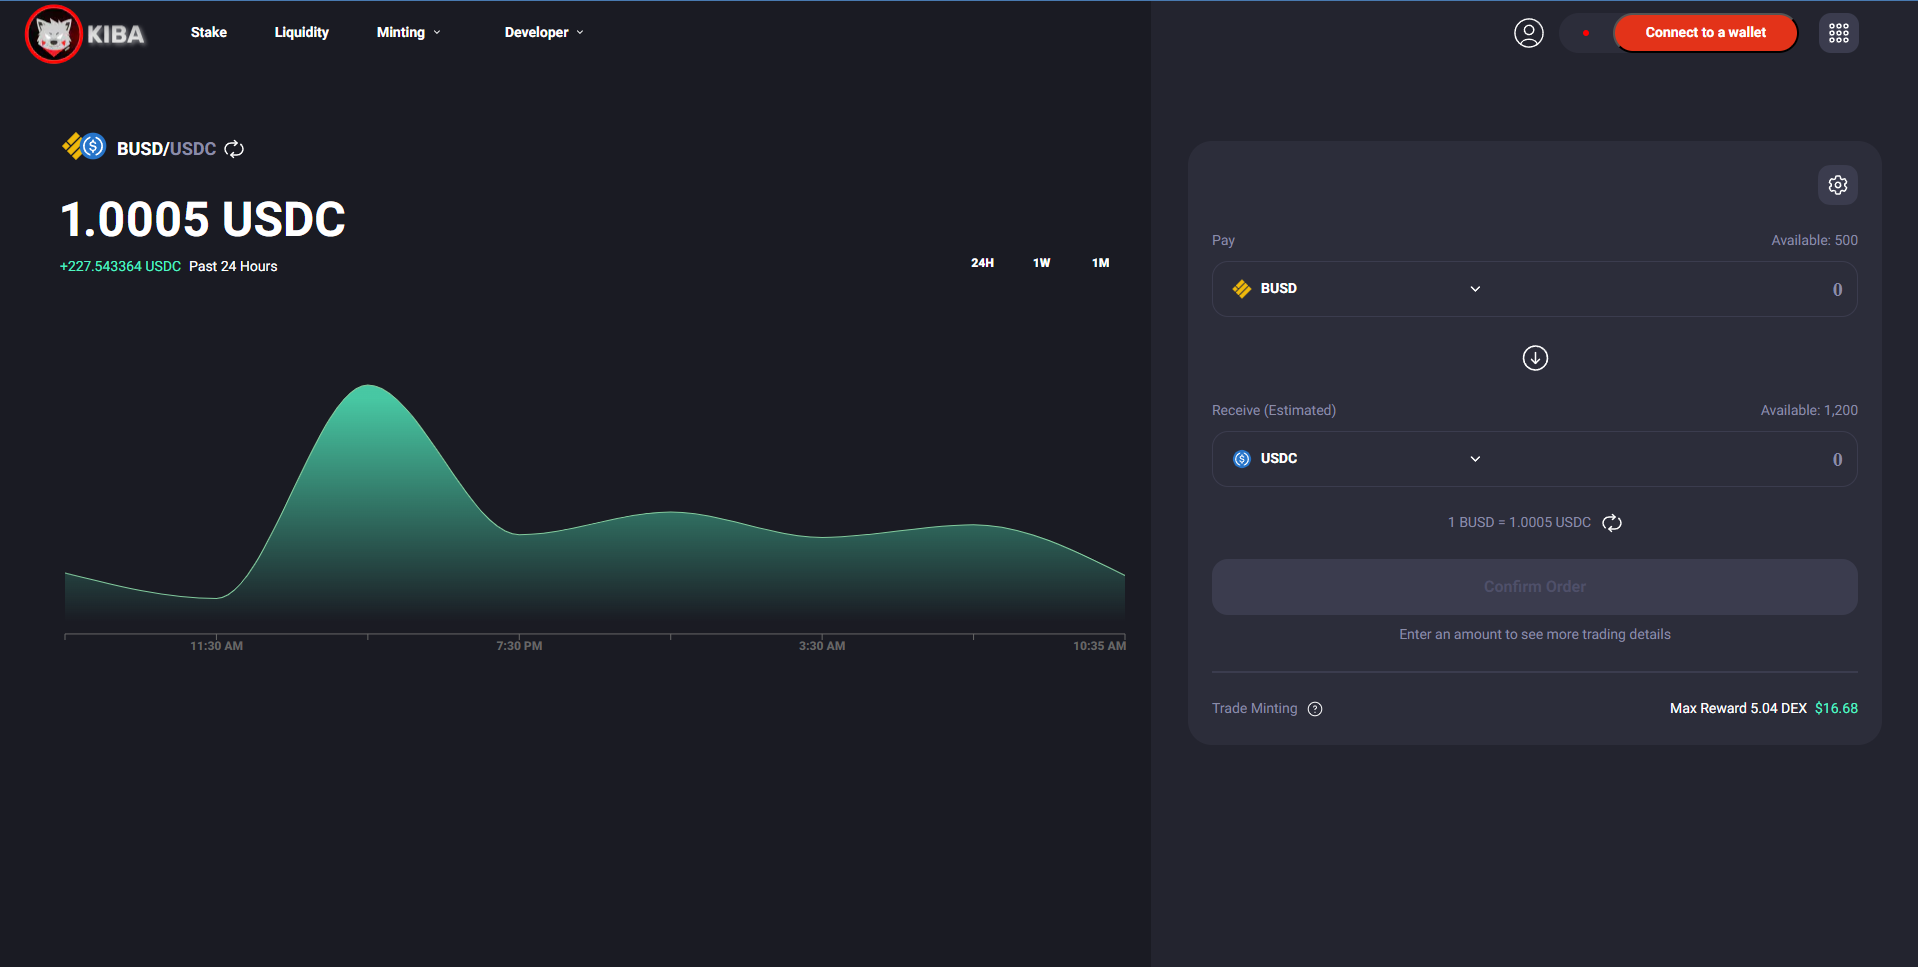 KIBA
Stake
Liquidity
Minting
Developer
Connect to a wallet
BUSD/USDC
1.0005 USDC
+227.543364 USDC Past 24 Hours
24H
1W
1M
11:30 AM
7:30 PM
3:30 AM
10:35 AM
Pay
Available: 500
BUSD
0
Receive (Estimated)
Available: 1,200
USDC
0
1 BUSD = 1.0005 USDC
Confirm Order
Enter an amount to see more trading details
Trade Minting
Max Reward 5.04 DEX $16.68